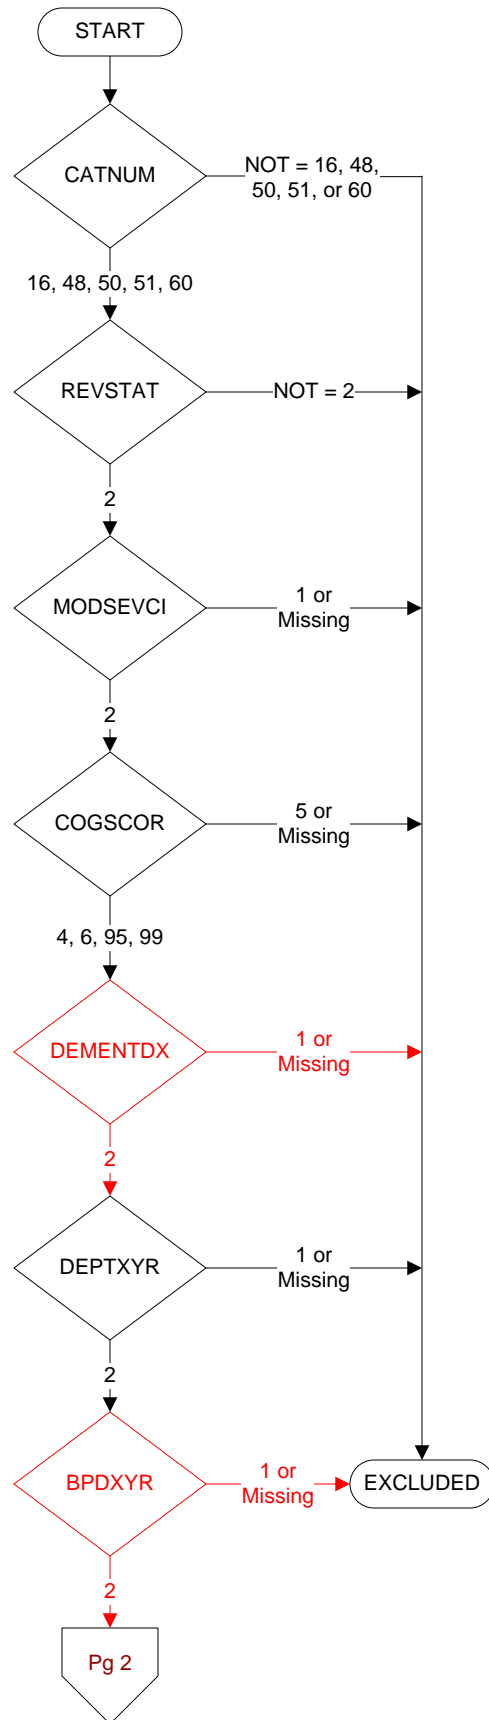 START
CATNUM
NOT = 16, 48,
50, 51, or 60
16, 48, 50, 51, 60
REVSTAT
NOT = 2
2
MODSEVCI
1 or
Missing
2
COGSCOR
5 or
Missing
4, 6, 95, 99
DEMENTDX
1 or
Missing
2
DEPTXYR
1 or
Missing
2
BPDXYR
1 or
Missing
EXCLUDED
2
Pg 2